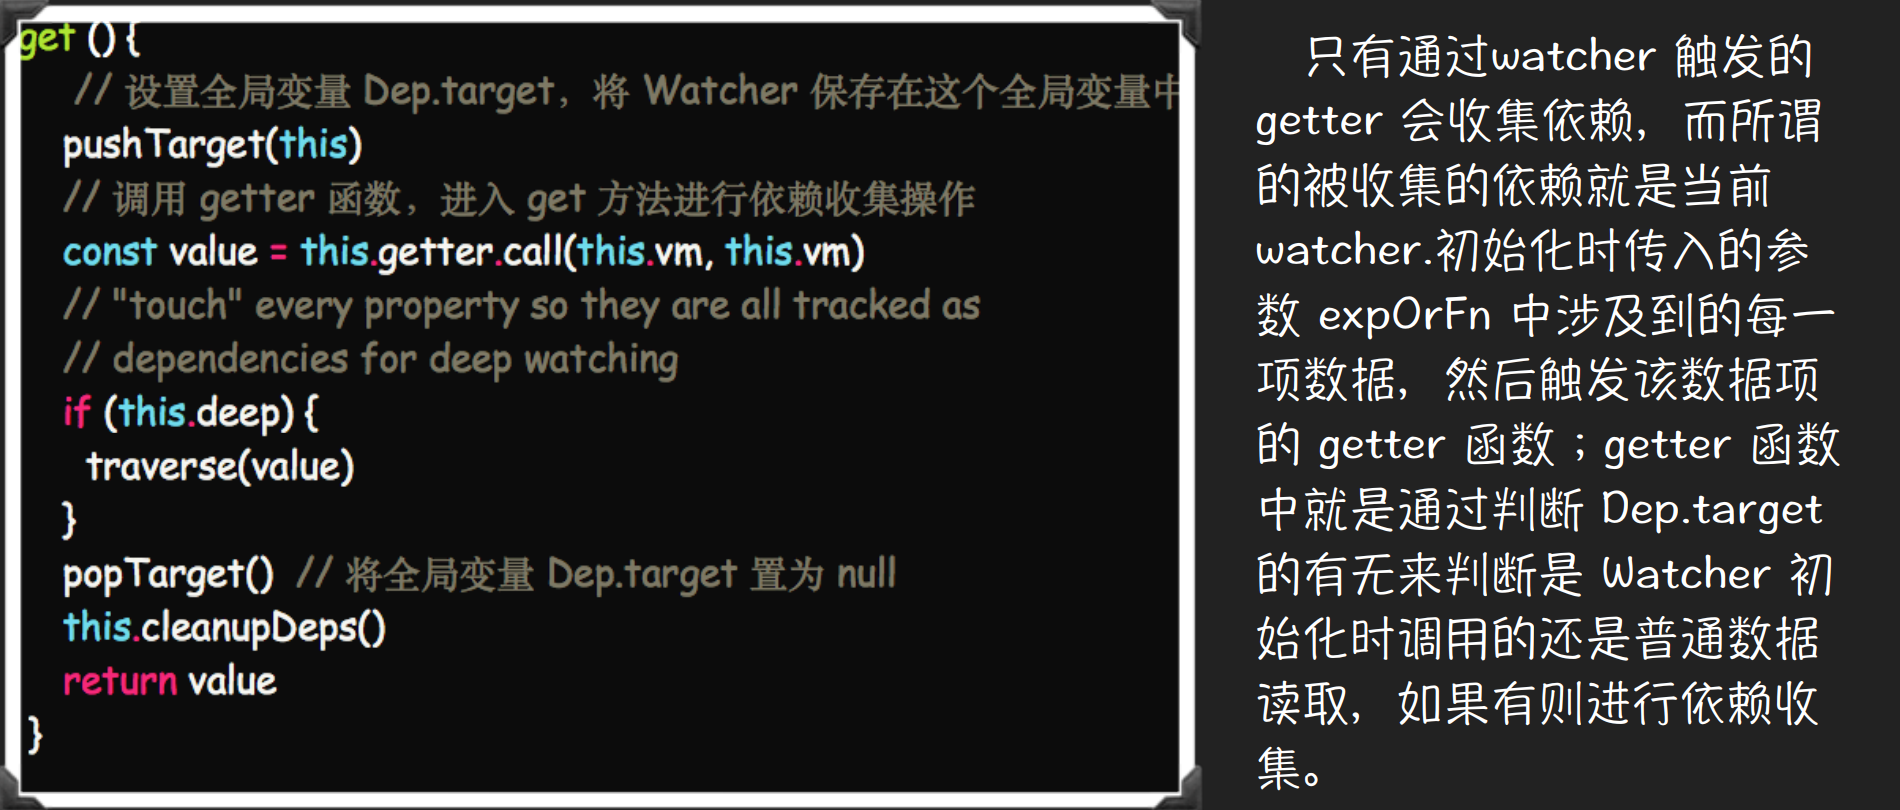 get () {
// 设置全局变量 Dep.target，将 Watcher 保存在这个全局变量中
pushTarget(this)
// 调用 getter 函数，进入 get 方法进行依赖收集操作
const value = this.getter.call(this.vm, this.vm)
// "touch" every property so they are all tracked as
// dependencies for deep watching
if (this.deep) {
traverse(value)
}
popTarget() // 将全局变量 Dep.target 置为 null
this.cleanupDeps()
return value
}
只有通过watcher 触发的
getter 会收集依赖，而所谓
的被收集的依赖就是当前
watcher.初始化时传入的参
数 expOrFn 中涉及到的每一
项数据，然后触发该数据项
的 getter 函数；getter 函数
中就是通过判断 Dep.target
的有无来判断是 Watcher 初
始化时调用的还是普通数据
读取，如果有则进行依赖收
集。